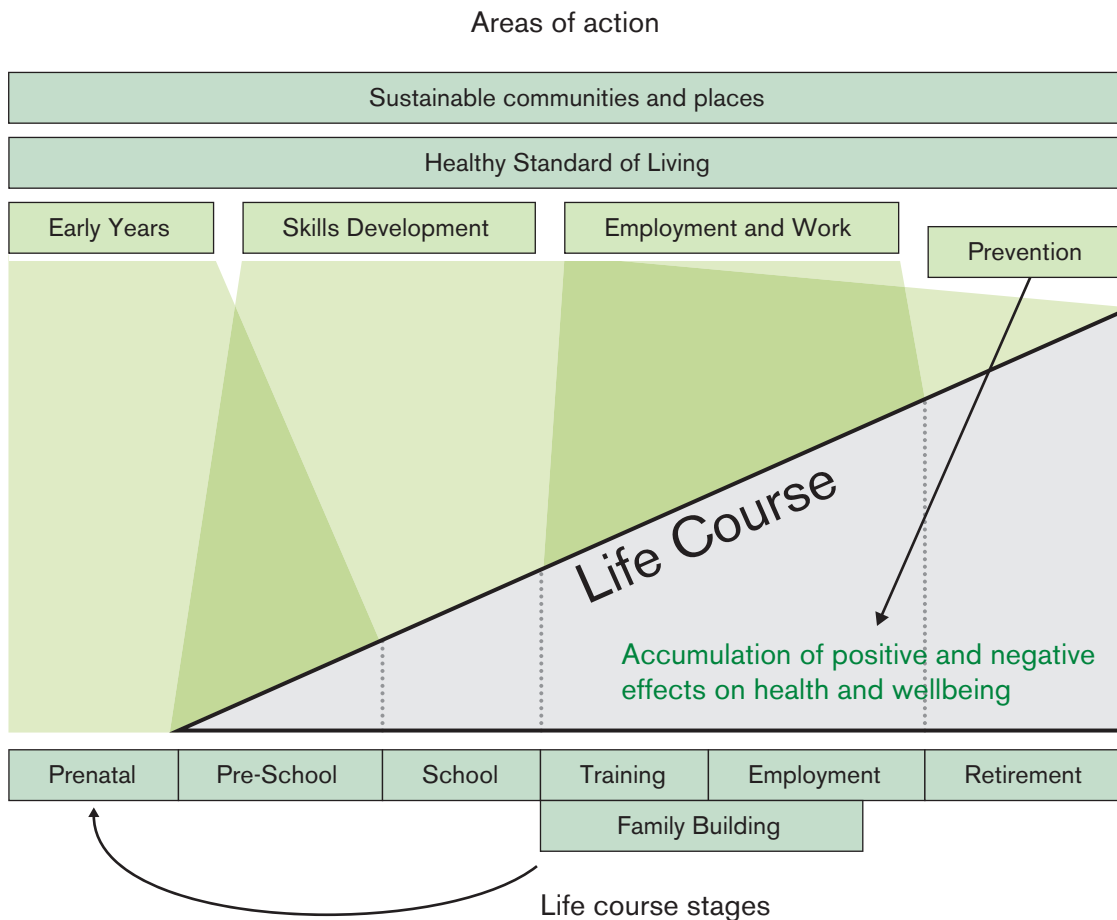 Areas of action
Sustainable communities and places
Healthy Standard of Living
Early Years
Skills Development
Employment and Work
Prevention
Life Course
Accumulation of positive and negative
effects on health and wellbeing
Prenatal
Pre-School
School
Training
Employment
Retirement
Family Building
Life course stages